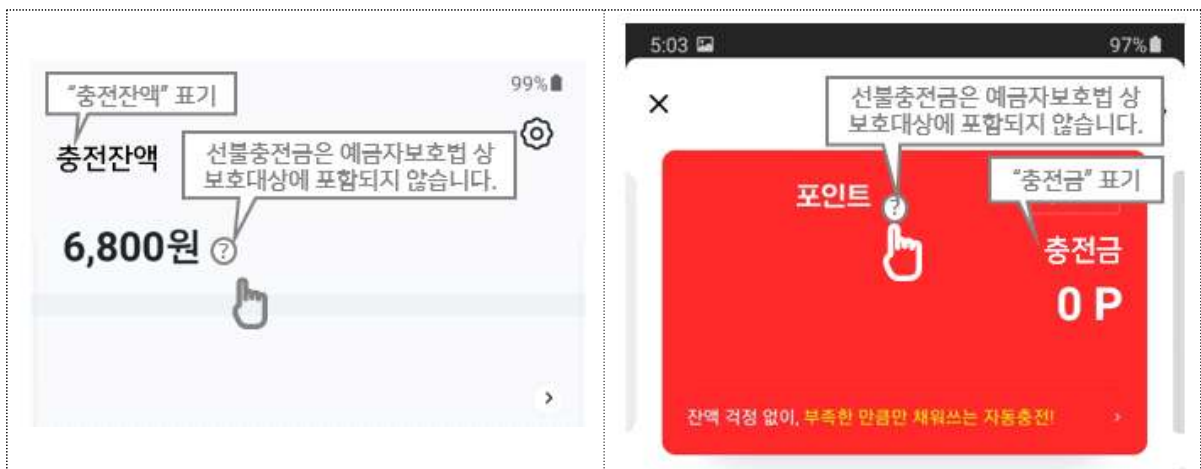 99%
"충전잔액" 표기
충전잔액
선불충전금은 예금자보호법 상
보호대상에 포함되지 않습니다.
6,800원 ?
5:03
97%
선불충전금은 예금자보호법 상
보호대상에 포함되지 않습니다.
"충전금" 표기
포인트 ?
충전금
0 P
잔액 걱정 없이, 부족한 만큼만 채워쓰는 자동충전!